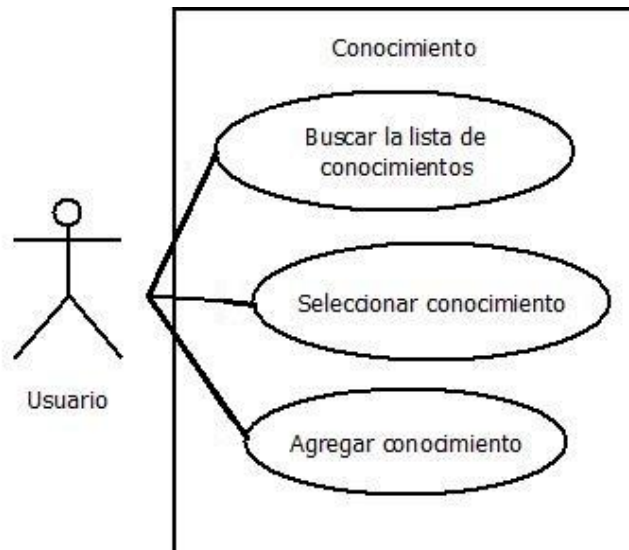 Conocimiento
Buscar la lista de
conocimientos
Seleccionar conocimiento
Usuario
Agregar conocimiento